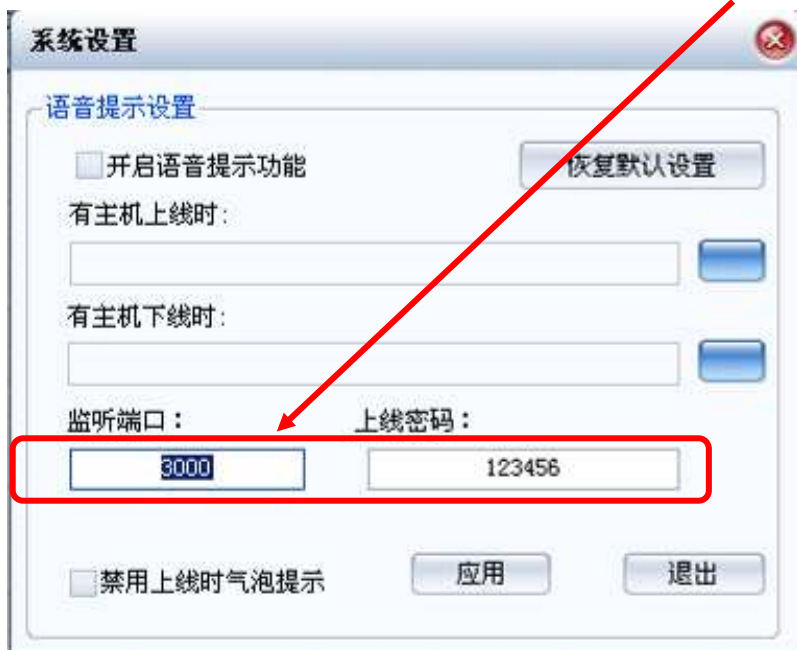 系统设置
语音提示设置
开启语音提示功能 恢复默认设置
有主机上线时:
有主机下线时:
监听端口： 上线密码：
3000 123456
禁用上线时气泡提示 应用 退出